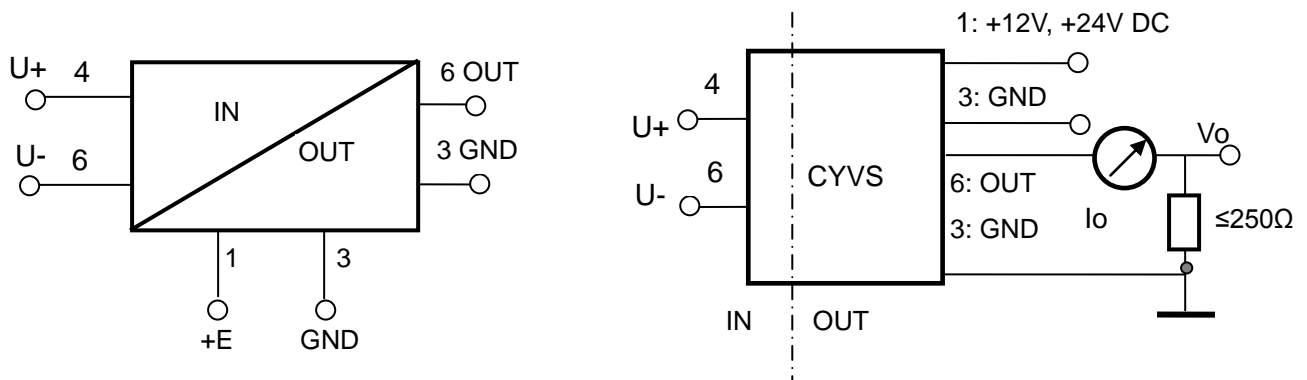 U+ 4
IN
6 OUT
U- 6
OUT
3 GND
1
3
+E
GND
1: +12V, +24V DC
4
3: GND
U+
Vo
6
CYVS
6: OUT
U-
3: GND
Io
≤250Ω
IN
OUT